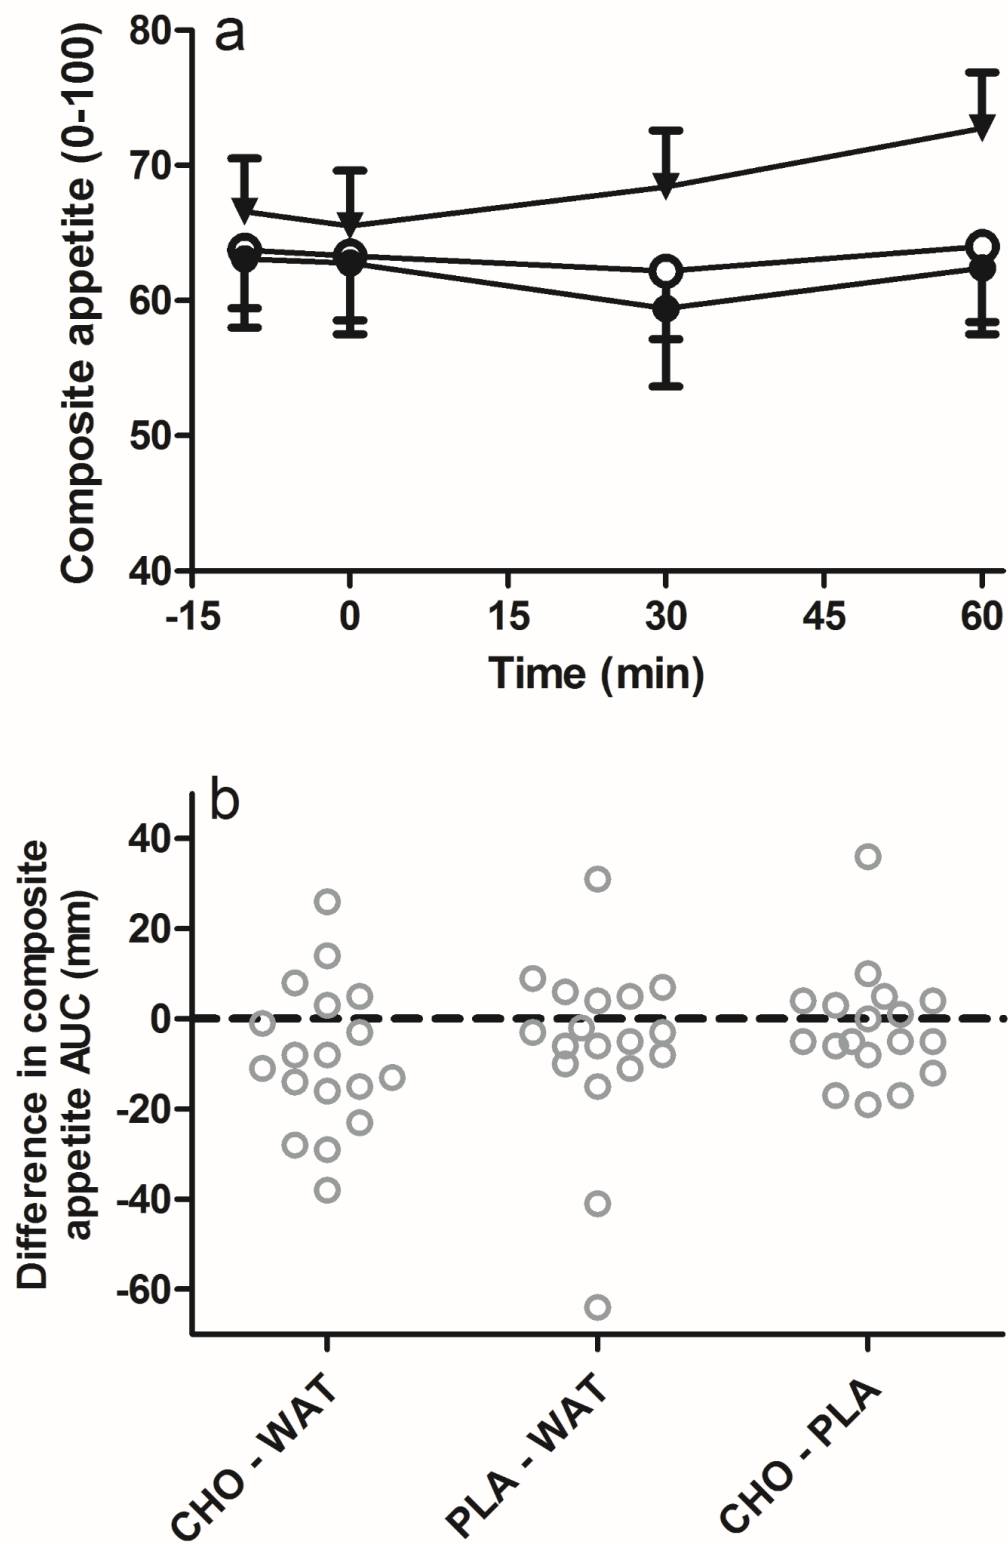 a
Composite appetite (0-100)
80
70
60
50
40
-15 0 15 30 45 60
Time (min)
b
Difference in composite
appetite AUC (mm)
40
20
0
-20
-40
-60
CHO - WAT
PLA - WAT
CHO - PLA